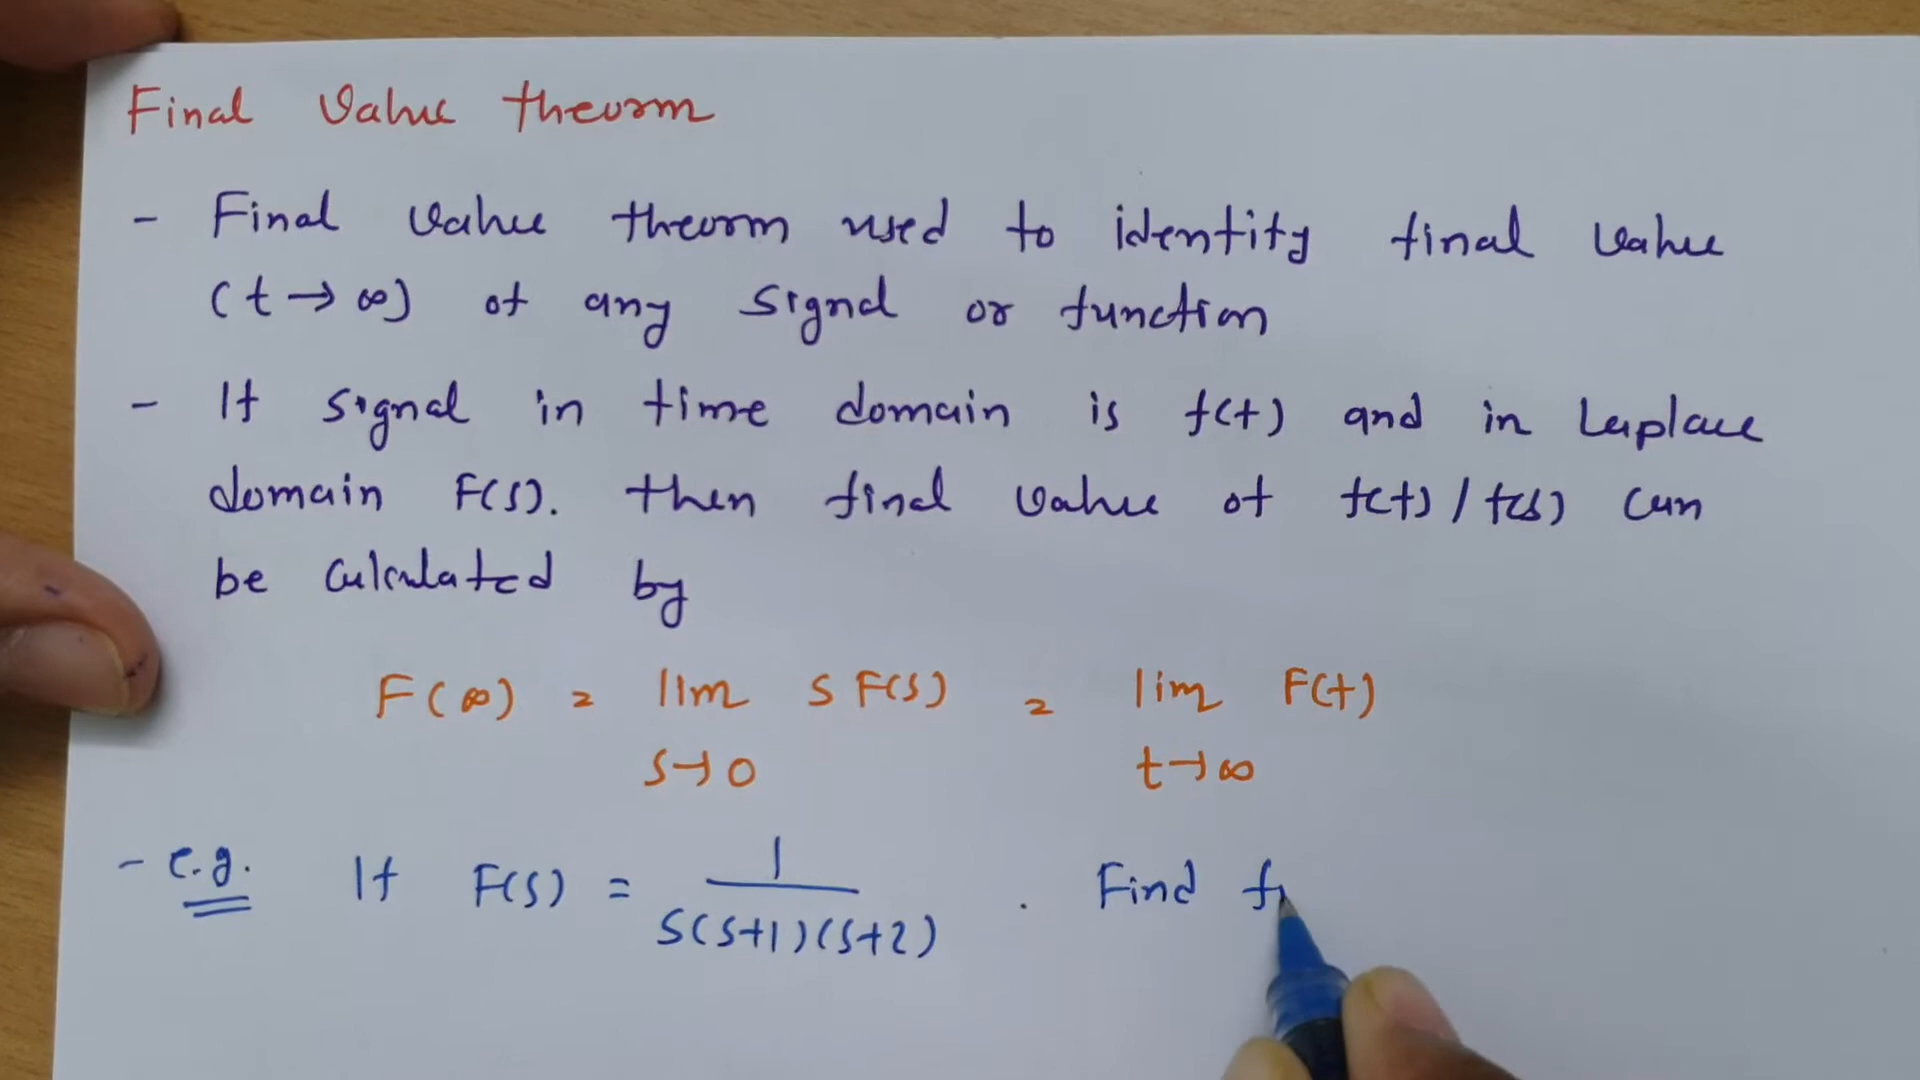 Final Value theorm
- Final value theorm used to identify final value
(t → ∞) of any signal or function
- If signal in time domain is f(t) and in Laplace
domain F(s). then final value of f(t) / f(s) can
be calculated by
F(∞) = lim s F(s) = lim F(t)
s→0 t→∞
- e.g. If F(s) = 1 . Find f
s(s+1)(s+2)